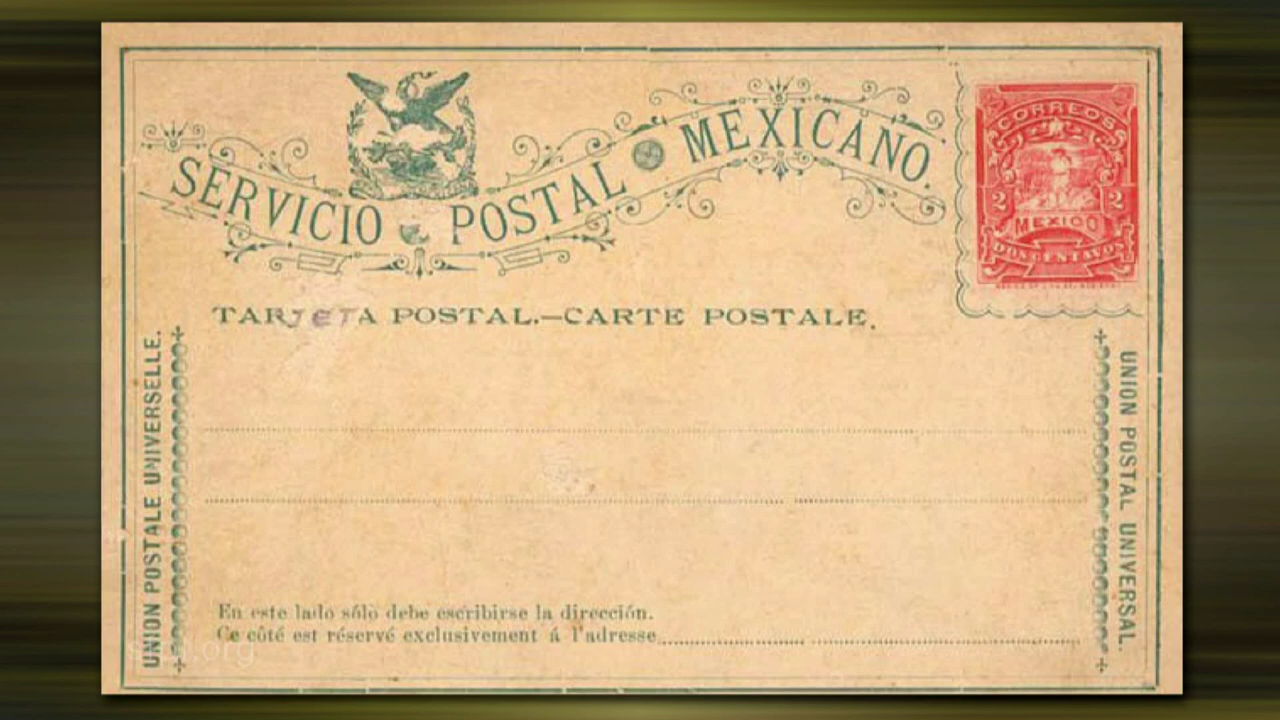 SERVICIO POSTAL MEXICANO.
CORREOS
2 2
MEXICO
DOS CENTAVOS
TARJETA POSTAL.—CARTE POSTALE.
UNION POSTALE UNIVERSELLE.
UNION POSTAL UNIVERSAL.
En este lado sólo debe escribirse la dirección.
Ce côté est réservé exclusivement á l'adresse